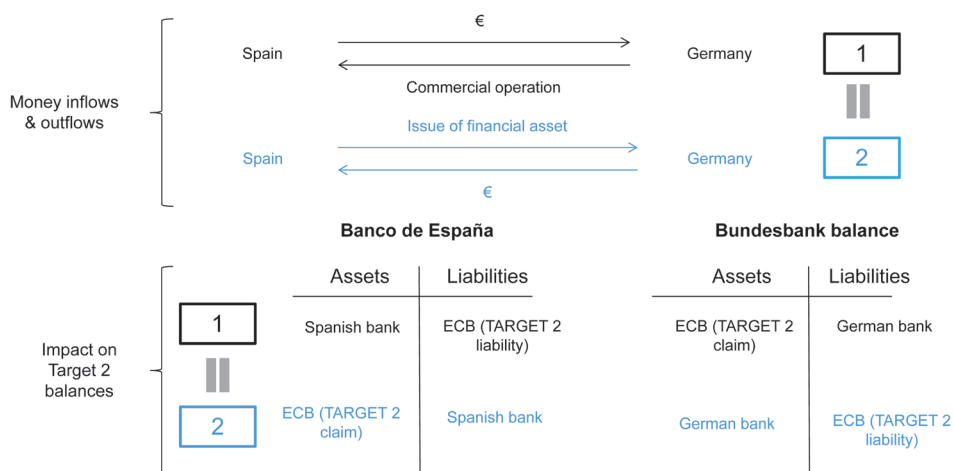 €
Spain
Germany
1
Commercial operation
Money inflows
& outflows
Issue of financial asset
Spain
Germany
2
€
Banco de España
Bundesbank balance
Assets
Liabilities
Assets
Liabilities
1
Spanish bank
ECB (TARGET 2
liability)
ECB (TARGET 2
claim)
German bank
Impact on
Target 2
balances
2
ECB (TARGET 2
claim)
Spanish bank
German bank
ECB (TARGET 2
liability)